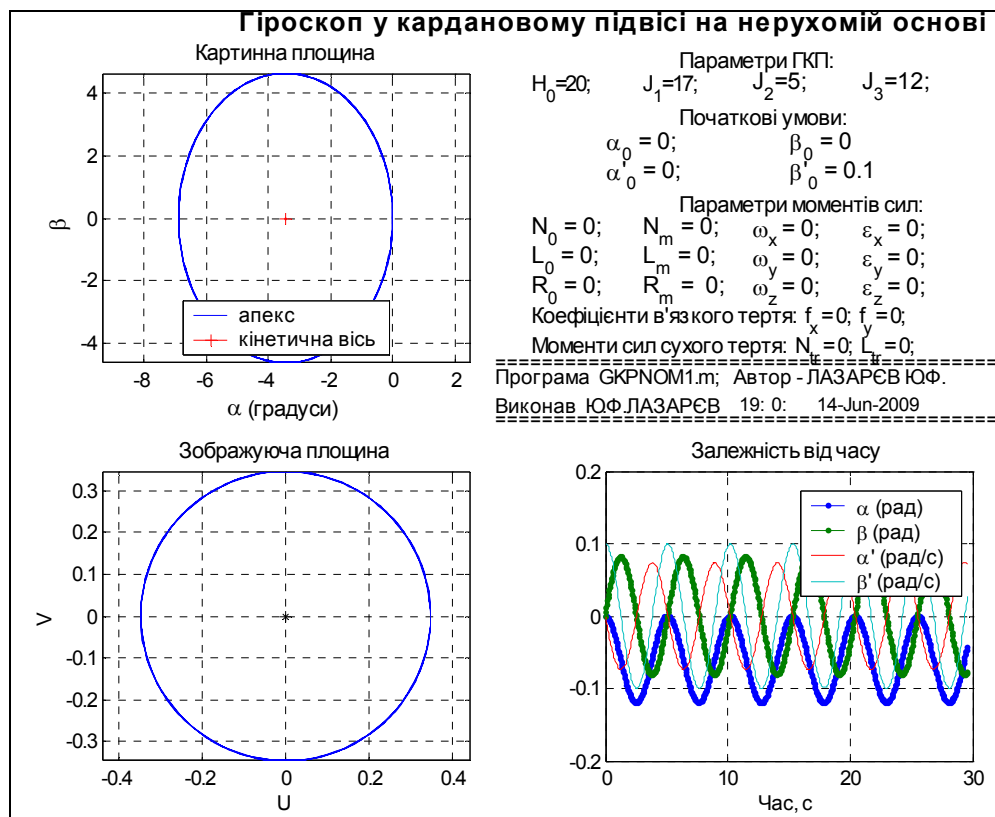 Гіроскоп у кардановому підвісі на нерухомій основі
Картинна площина
4
2
0
-2
-4
β
-8
-6
-4
-2
0
2
α (градуси)
апекс
кінетична вісь
Параметри ГКП:
H0=20; J1=17; J2=5; J3=12;
Початкові умови:
α0 = 0; β0 = 0
α'0 = 0; β'0 = 0.1
Параметри моментів сил:
N0 = 0; Nm = 0; ωx = 0; εx = 0;
L0 = 0; Lm = 0; ωy = 0; εy = 0;
R0 = 0; Rm = 0; ωz = 0; εz = 0;
Коефіцієнти в'язкого тертя: fx =0; fy =0;
Моменти сил сухого тертя: Ntr =0; Ltr =0;
Програма GKPNOM1.m; Автор - ЛАЗАРЄВ Ю.Ф.
Виконав Ю.Ф.ЛАЗАРЄВ 19: 0: 14-Jun-2009
Зображуюча площина
0.3
0.2
0.1
0
-0.1
-0.2
-0.3
V
-0.4
-0.2
0
0.2
0.4
U
Залежність від часу
0.2
0.1
0
-0.1
-0.2
α (рад)
β (рад)
α' (рад/с)
β' (рад/с)
0
10
20
30
Час, с